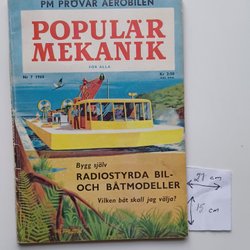 PM PRÖVAR AEROBILEN
POPULÄR
MEKANIK
FÖR ALLA
Nr 7 1960
Kr 2:50
Bygg själv
RADIOSTYRDA BIL-
OCH BÅTMODELLER
Vilken båt skall jag välja?
21 cm
15 cm